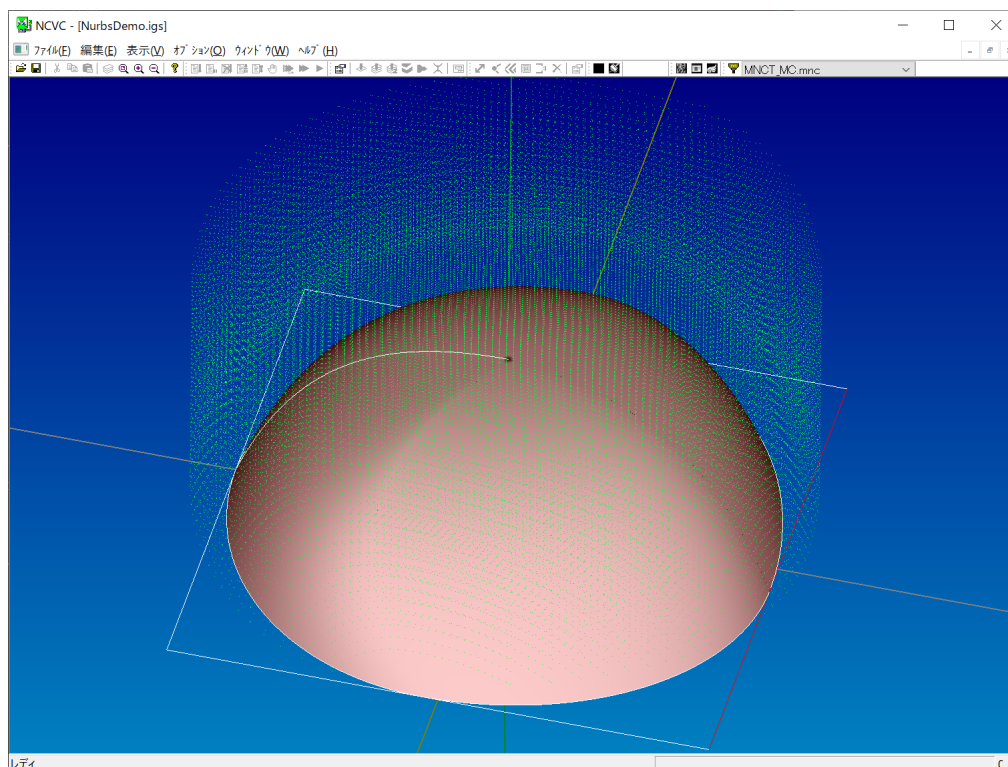 NCVC - [NurbsDemo.igs]
ファイル(F) 編集(E) 表示(V) オプション(O) ウィンドウ(W) ヘルプ(H)
MNCT_MC.mnc
レディ